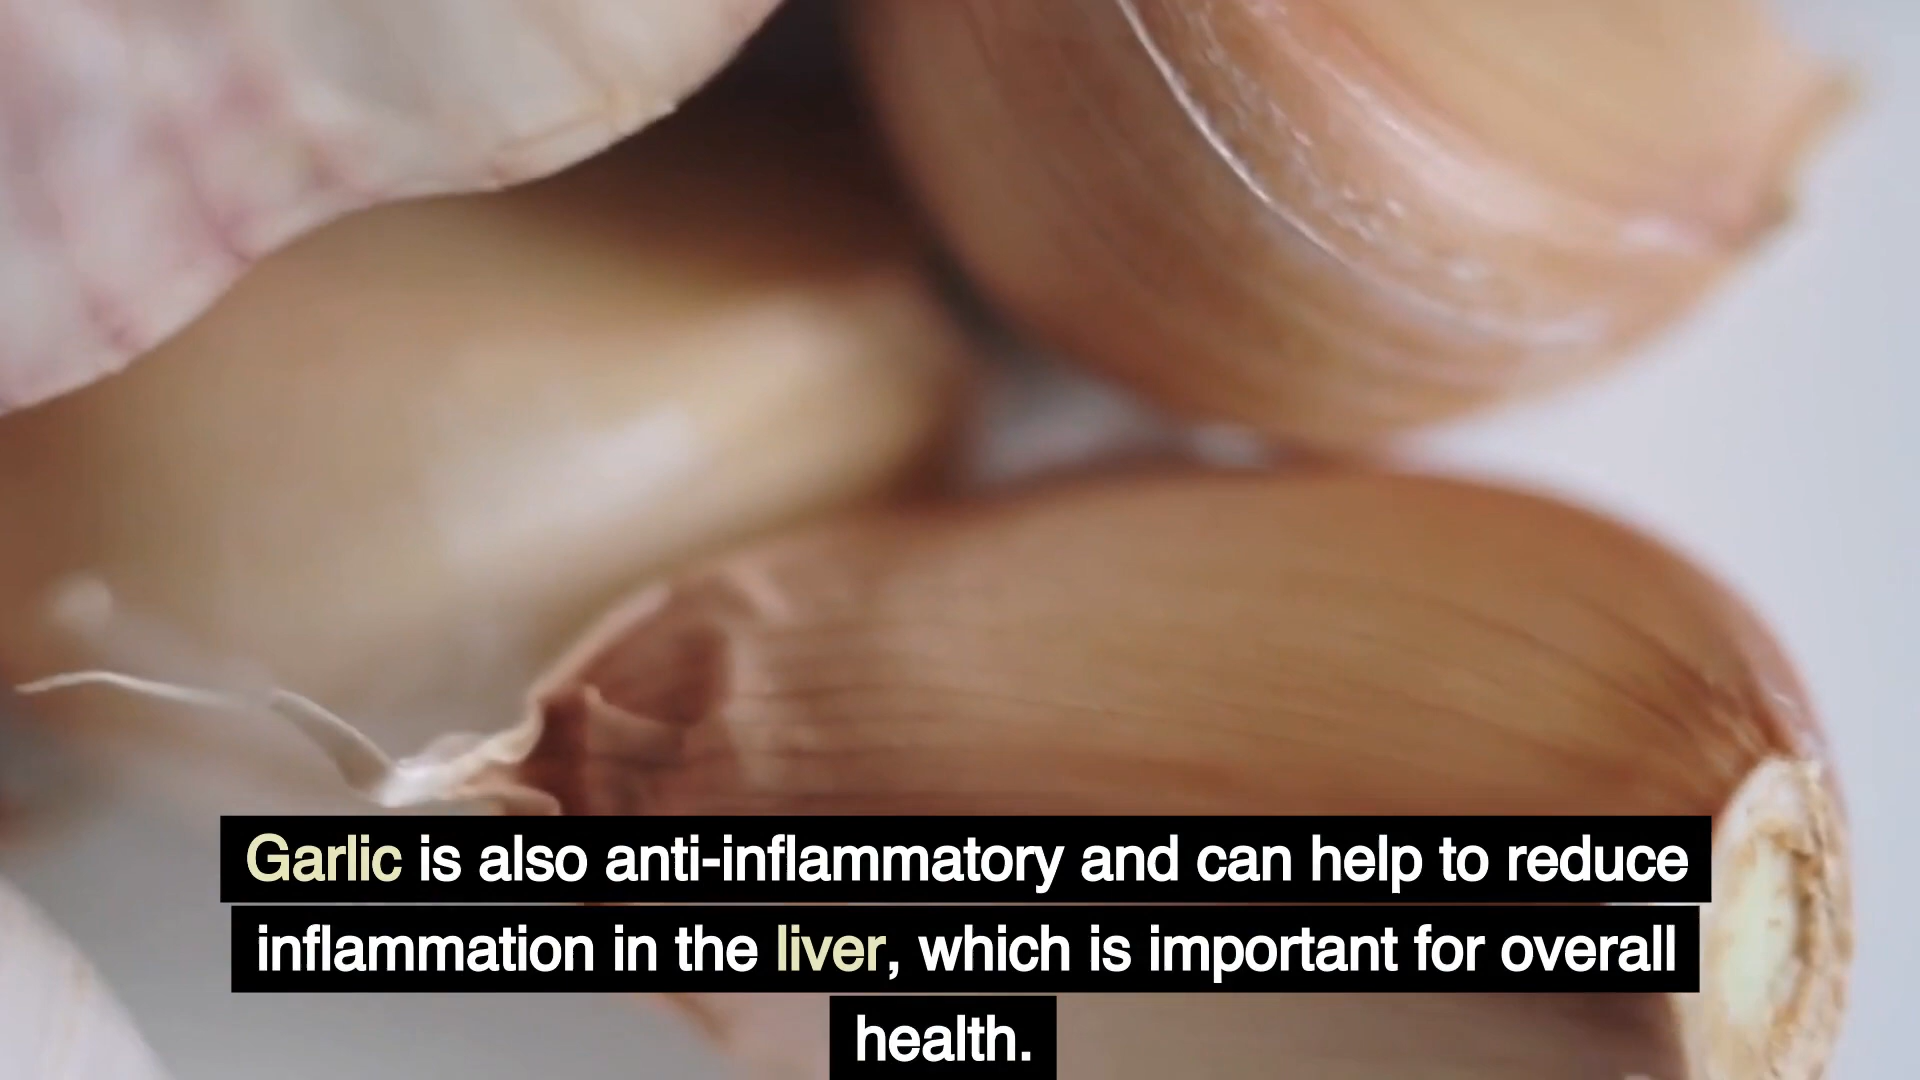 Garlic is also anti-inflammatory and can help to reduce
inflammation in the liver, which is important for overall
health.